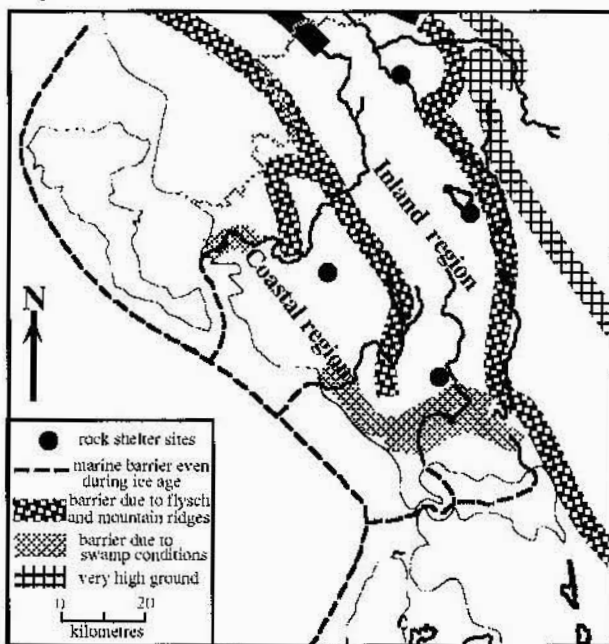 Inland region
Coastal region
N
rock shelter sites
marine barrier even
during ice age
barrier due to flysch
and mountain ridges
barrier due to
swamp conditions
very high ground
0 20
kilometres